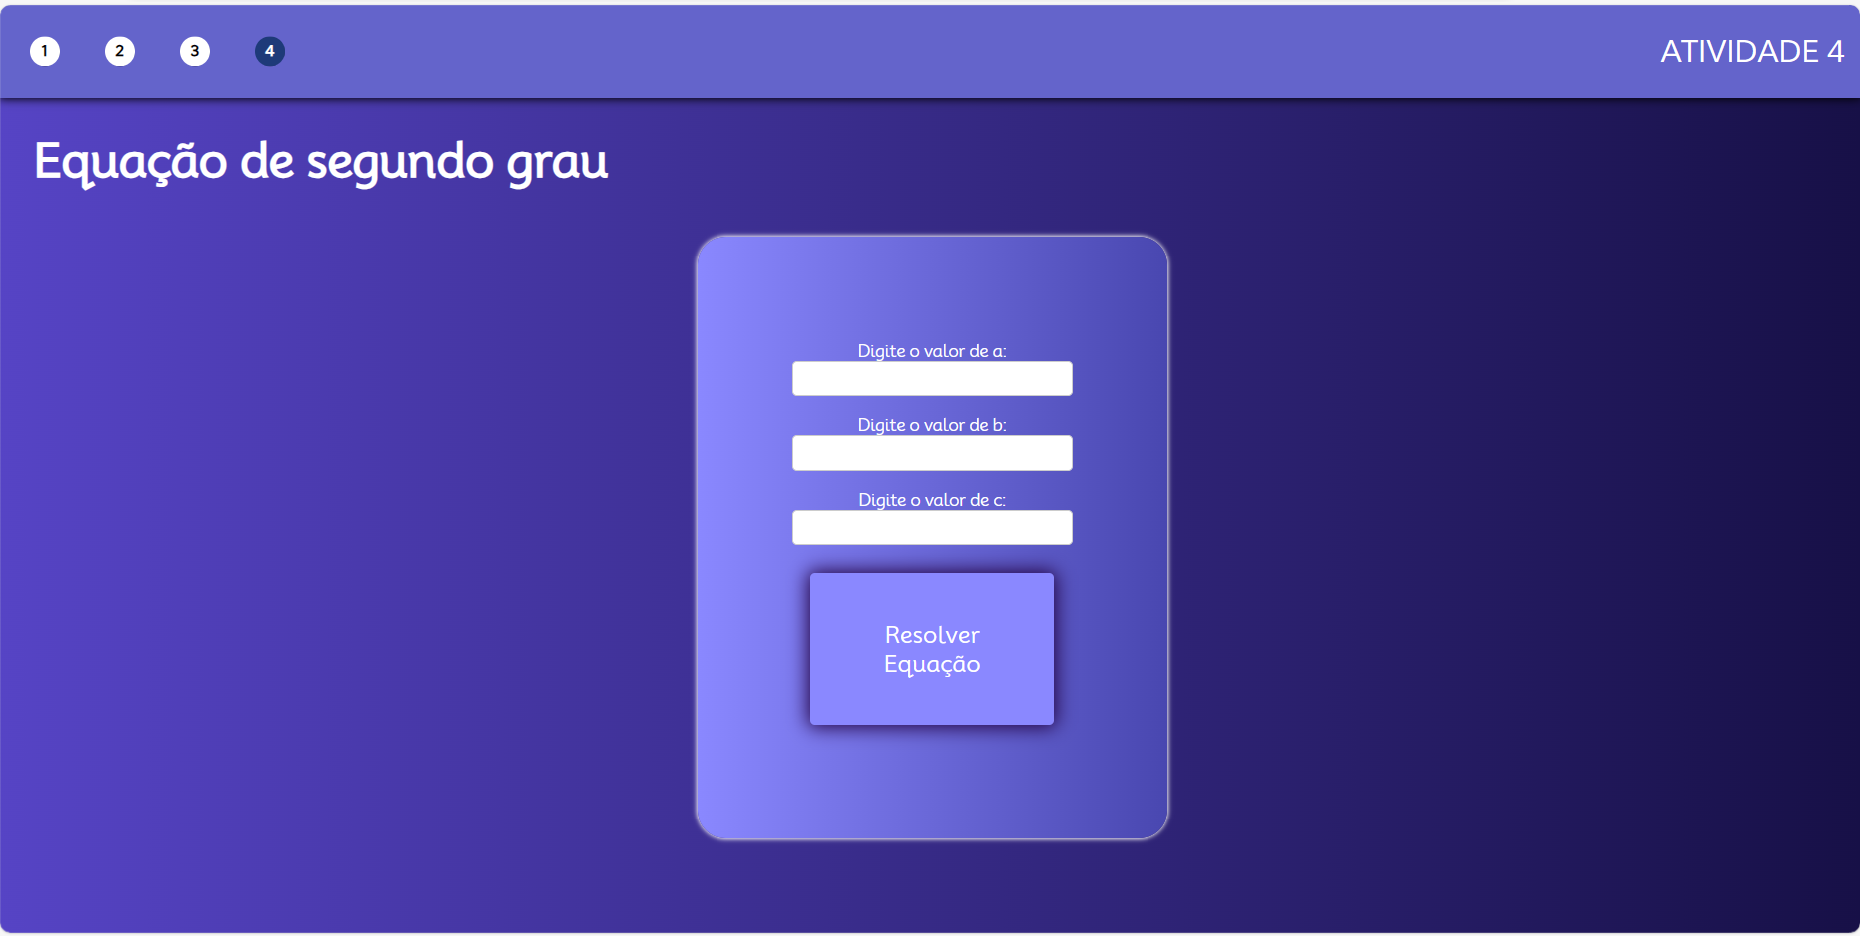 1 2 3 4
ATIVIDADE 4
Equação de segundo grau
Digite o valor de a:
Digite o valor de b:
Digite o valor de c:
Resolver
Equação